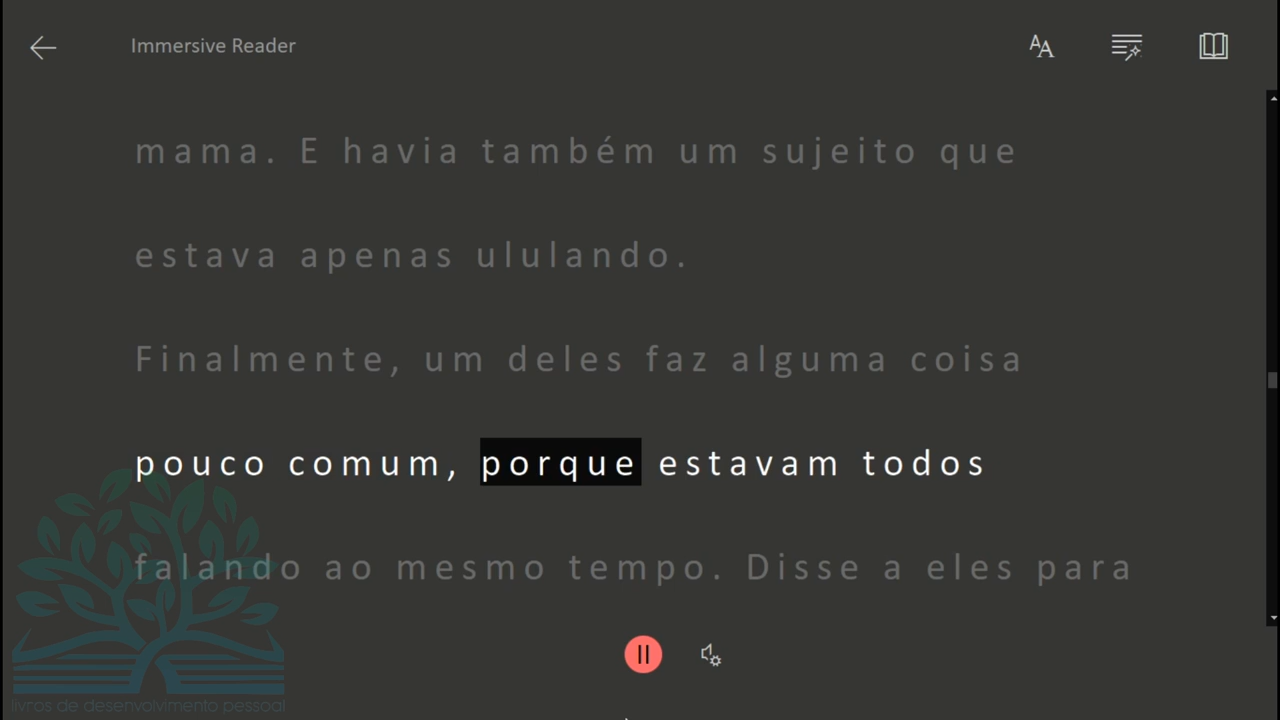 Immersive Reader
mama. E havia também um sujeito que
estava apenas ululando.
Finalmente, um deles faz alguma coisa
pouco comum, porque estavam todos
falando ao mesmo tempo. Disse a eles para
livros de desenvolvimento pessoal